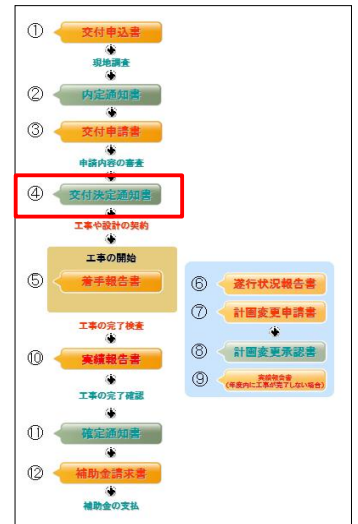 ① 交付申込書
現地調査
② 内定通知書
③ 交付申請書
申請内容の審査
④ 交付決定通知書
工事や設計の契約
工事の開始
⑤ 着手報告書
工事の完了検査
⑩ 実績報告書
工事の完了確認
⑪ 確定通知書
⑫ 補助金請求書
補助金の支払
⑥ 遂行状況報告書
⑦ 計画変更申請書
⑧ 計画変更承認書
⑨ 実績報告書
(年度内に工事が完了しない場合)